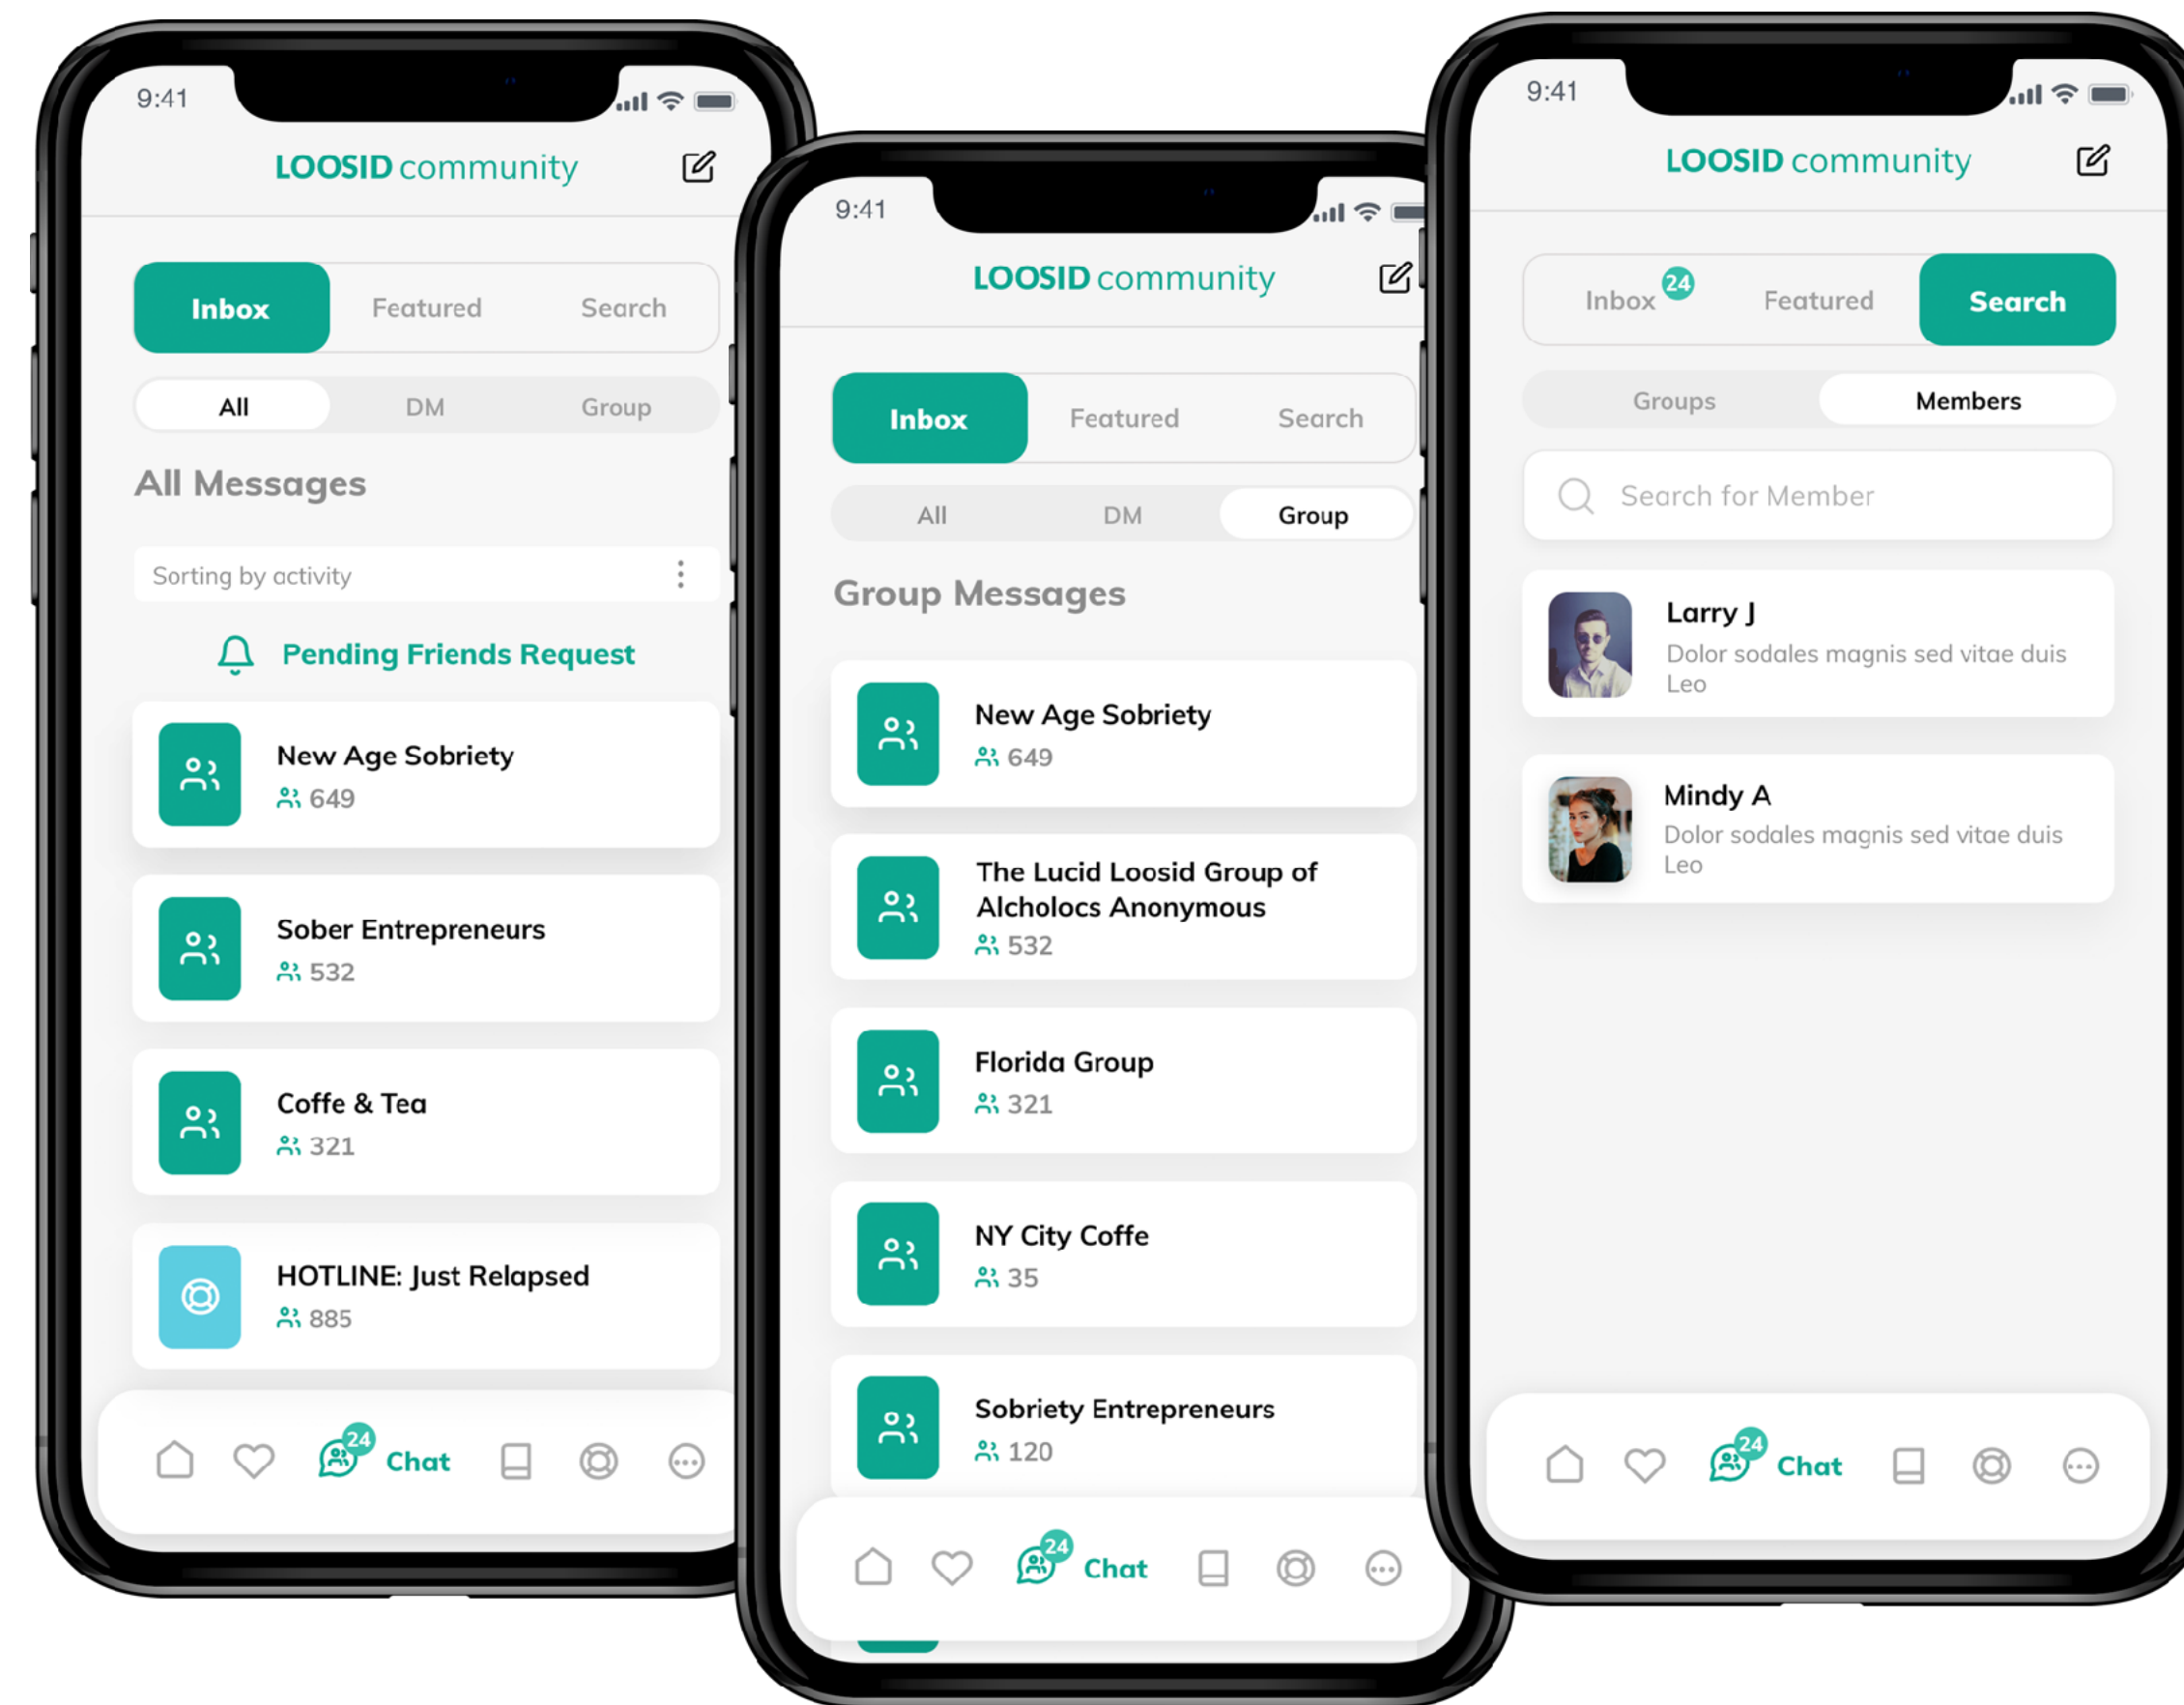 9:41
LOOSID community
Inbox
Featured
Search
All
DM
Group
All Messages
Sorting by activity
Pending Friends Request
New Age Sobriety
649
Sober Entrepreneurs
532
Coffe & Tea
321
HOTLINE: Just Relapsed
885
24
Chat
9:41
LOOSID community
Inbox
Featured
Search
All
DM
Group
Group Messages
New Age Sobriety
649
The Lucid Loosid Group of
Alcholocs Anonymous
532
Florida Group
321
NY City Coffe
35
Sobriety Entrepreneurs
120
24
Chat
9:41
LOOSID community
Inbox
24
Featured
Search
Groups
Members
Search for Member
Larry J
Dolor sodales magnis sed vitae duis
Leo
Mindy A
Dolor sodales magnis sed vitae duis
Leo
24
Chat